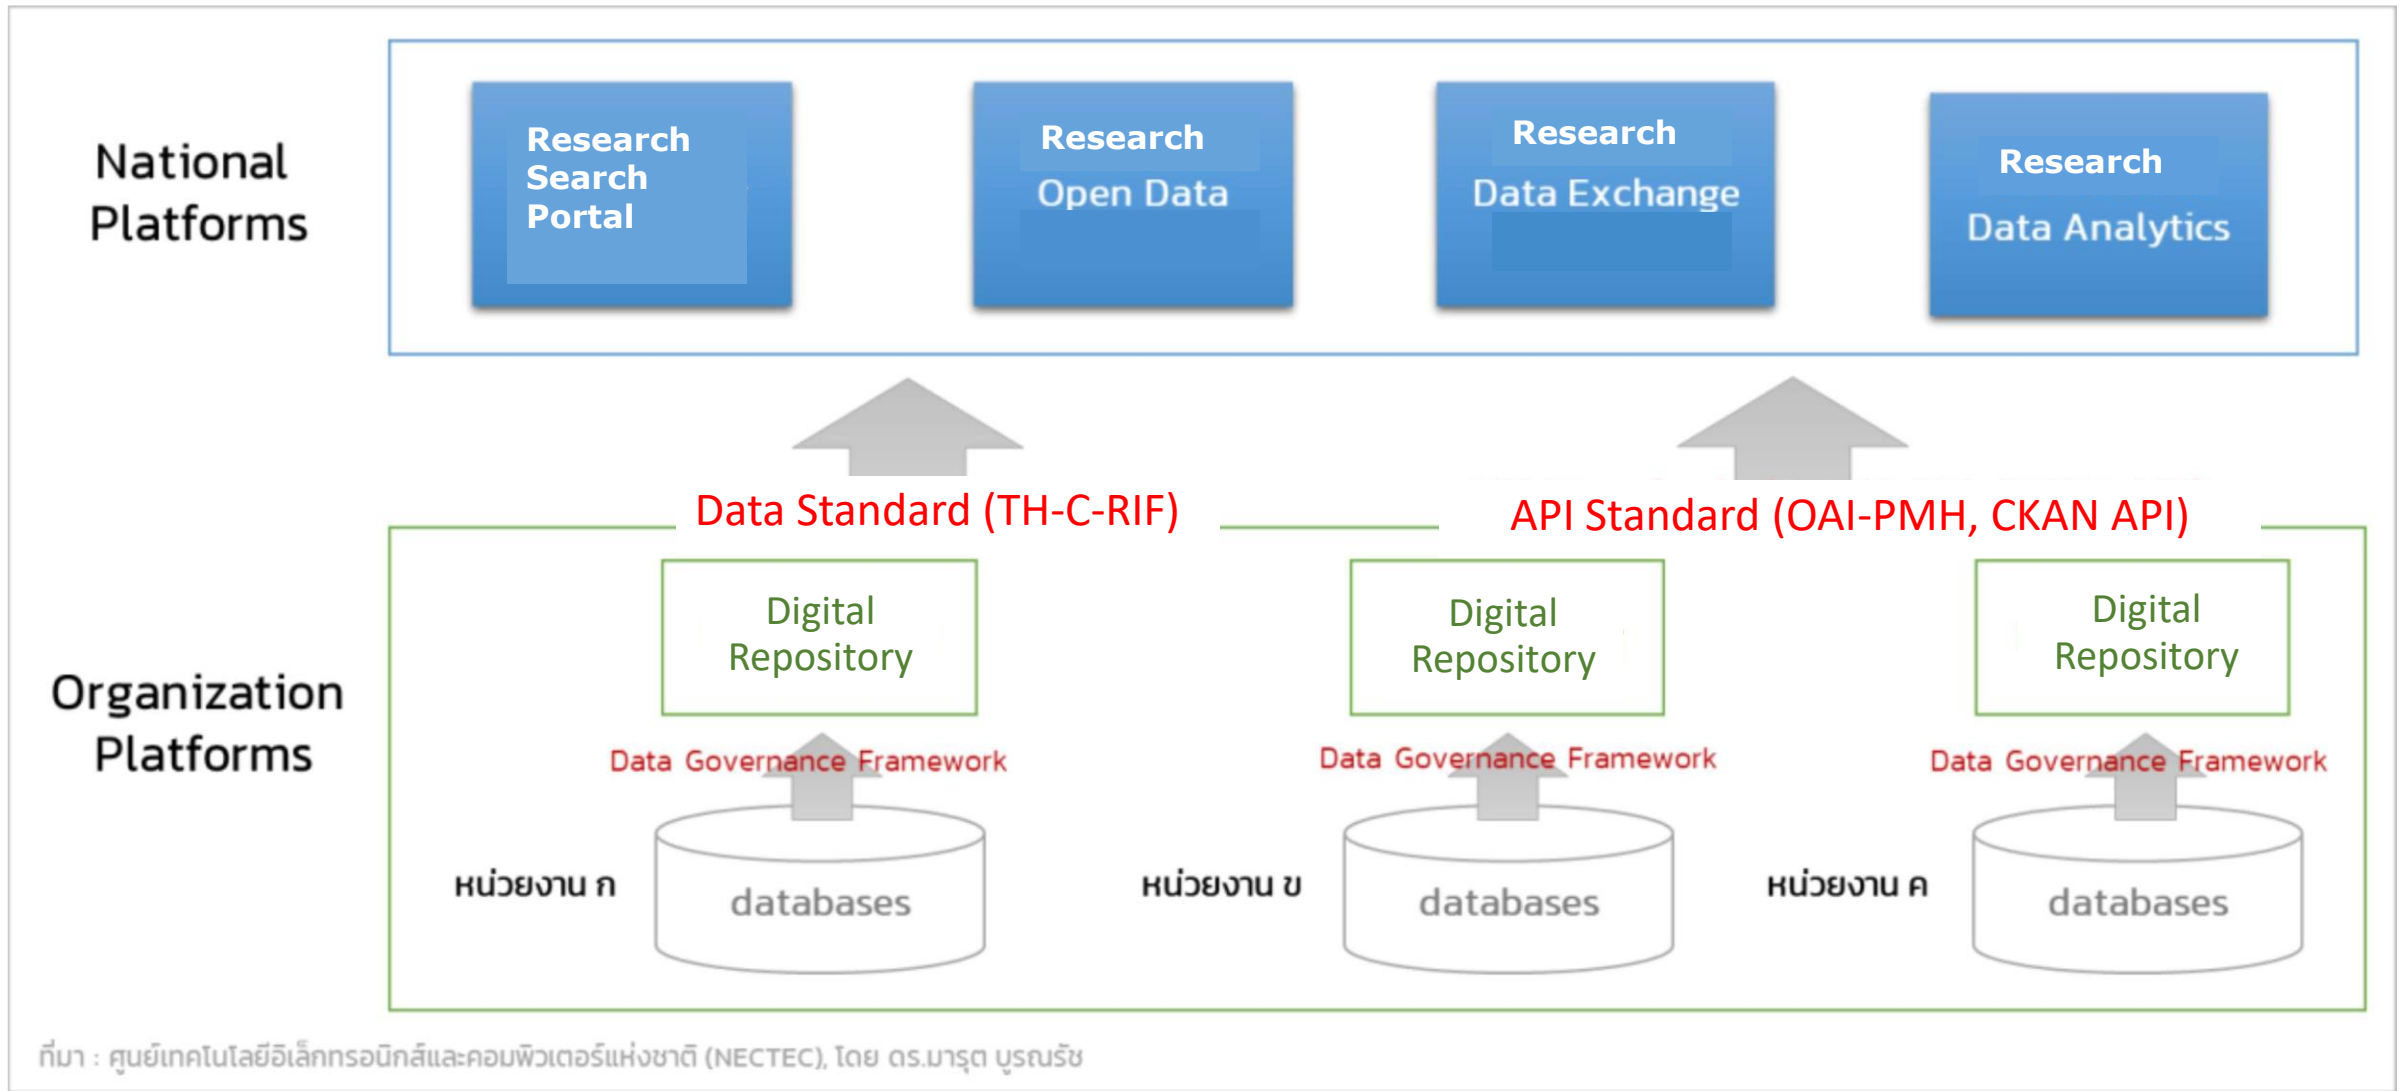 National
Platforms
Research
Search
Portal
Research
Open Data
Research
Data Exchange
Research
Data Analytics
Data Standard (TH-C-RIF)
API Standard (OAI-PMH, CKAN API)
Organization
Platforms
Digital
Repository
Digital
Repository
Digital
Repository
Data Governance Framework
Data Governance Framework
Data Governance Framework
หน่วยงาน ก
databases
หน่วยงาน ข
databases
หน่วยงาน ค
databases
ที่มา : ศูนย์เทคโนโลยีอิเล็กทรอนิกส์และคอมพิวเตอร์แห่งชาติ (NECTEC), โดย ดร.มารุต บูรณรัช